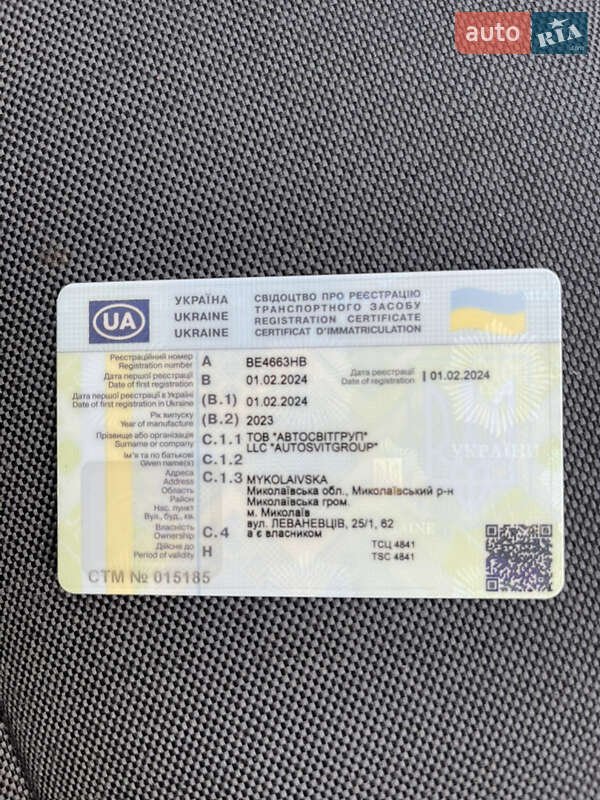 auto RIA.com
УКРАЇНА
UKRAINE
UKRAINE
СВІДОЦТВО ПРО РЕЄСТРАЦІЮ
ТРАНСПОРТНОГО ЗАСОБУ
REGISTRATION CERTIFICATE
CERTIFICAT D'IMMATRICULATION
UA
Реєстраційний номер
Registration number
A BE4663HB
Дата першої реєстрації
Date of first registration
B 01.02.2024
Дата реєстрації
Date of registration
I 01.02.2024
Дата першої реєстрації в Україні
Date of first registration in Ukraine
(B.1) 01.02.2024
Рік випуску
Year of manufacture
(B.2) 2023
Прізвище або організація
Surname or company
C.1.1 ТОВ "АВТОСВІТГРУП"
LLC "AUTOSVITGROUP"
Ім'я та по батькові
Given name(s)
C.1.2
Адреса
Address
Область
Район
Нас. пункт
Вул., буд., кв.
C.1.3 MYKOLAIVSKA
Миколаївська обл., Миколаївський р-н
Миколаївська гром.
м. Миколаїв
вул. ЛЕВАНЕВЦІВ, 25/1, 62
Власність
Ownership
C.4 а є власником
Дійсне до
Period of validity
H
ТСЦ 4841
TSC 4841
СТМ № 015185
УКРАЇНИ